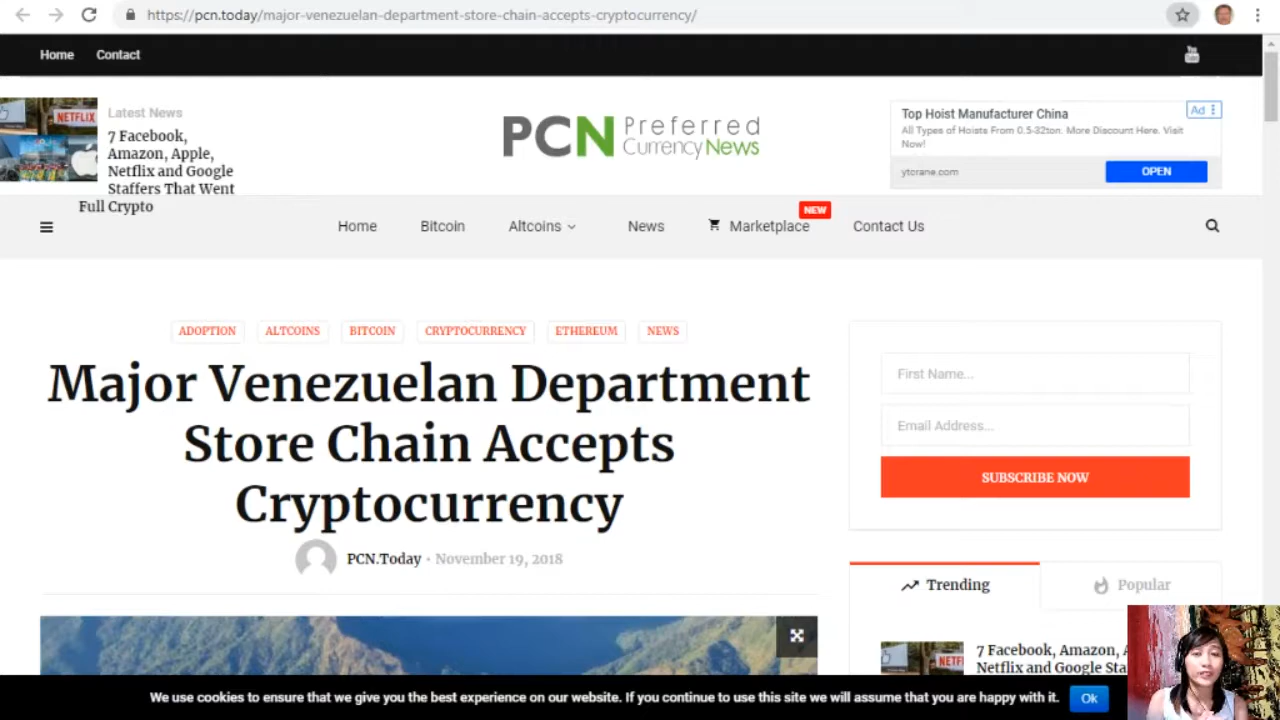 https://pcn.today/major-venezuelan-department-store-chain-accepts-cryptocurrency/
Home Contact
You
NETFLIX
Latest News
7 Facebook,
Amazon, Apple,
Netflix and Google
Staffers That Went
Full Crypto
PCN Preferred
Currency News
Top Hoist Manufacturer China
Ad
All Types of Hoists From 0.5-32ton. More Discount Here. Visit
Now!
ytcrane.com
OPEN
Home Bitcoin Altcoins News Marketplace NEW Contact Us
ADOPTION ALTCOINS BITCOIN CRYPTOCURRENCY ETHEREUM NEWS
Major Venezuelan Department
Store Chain Accepts
Cryptocurrency
PCN.Today • November 19, 2018
First Name...
Email Address...
SUBSCRIBE NOW
Trending Popular
7 Facebook, Amazon,
Netflix and Google
We use cookies to ensure that we give you the best experience on our website. If you continue to use this site we will assume that you are happy with it. Ok